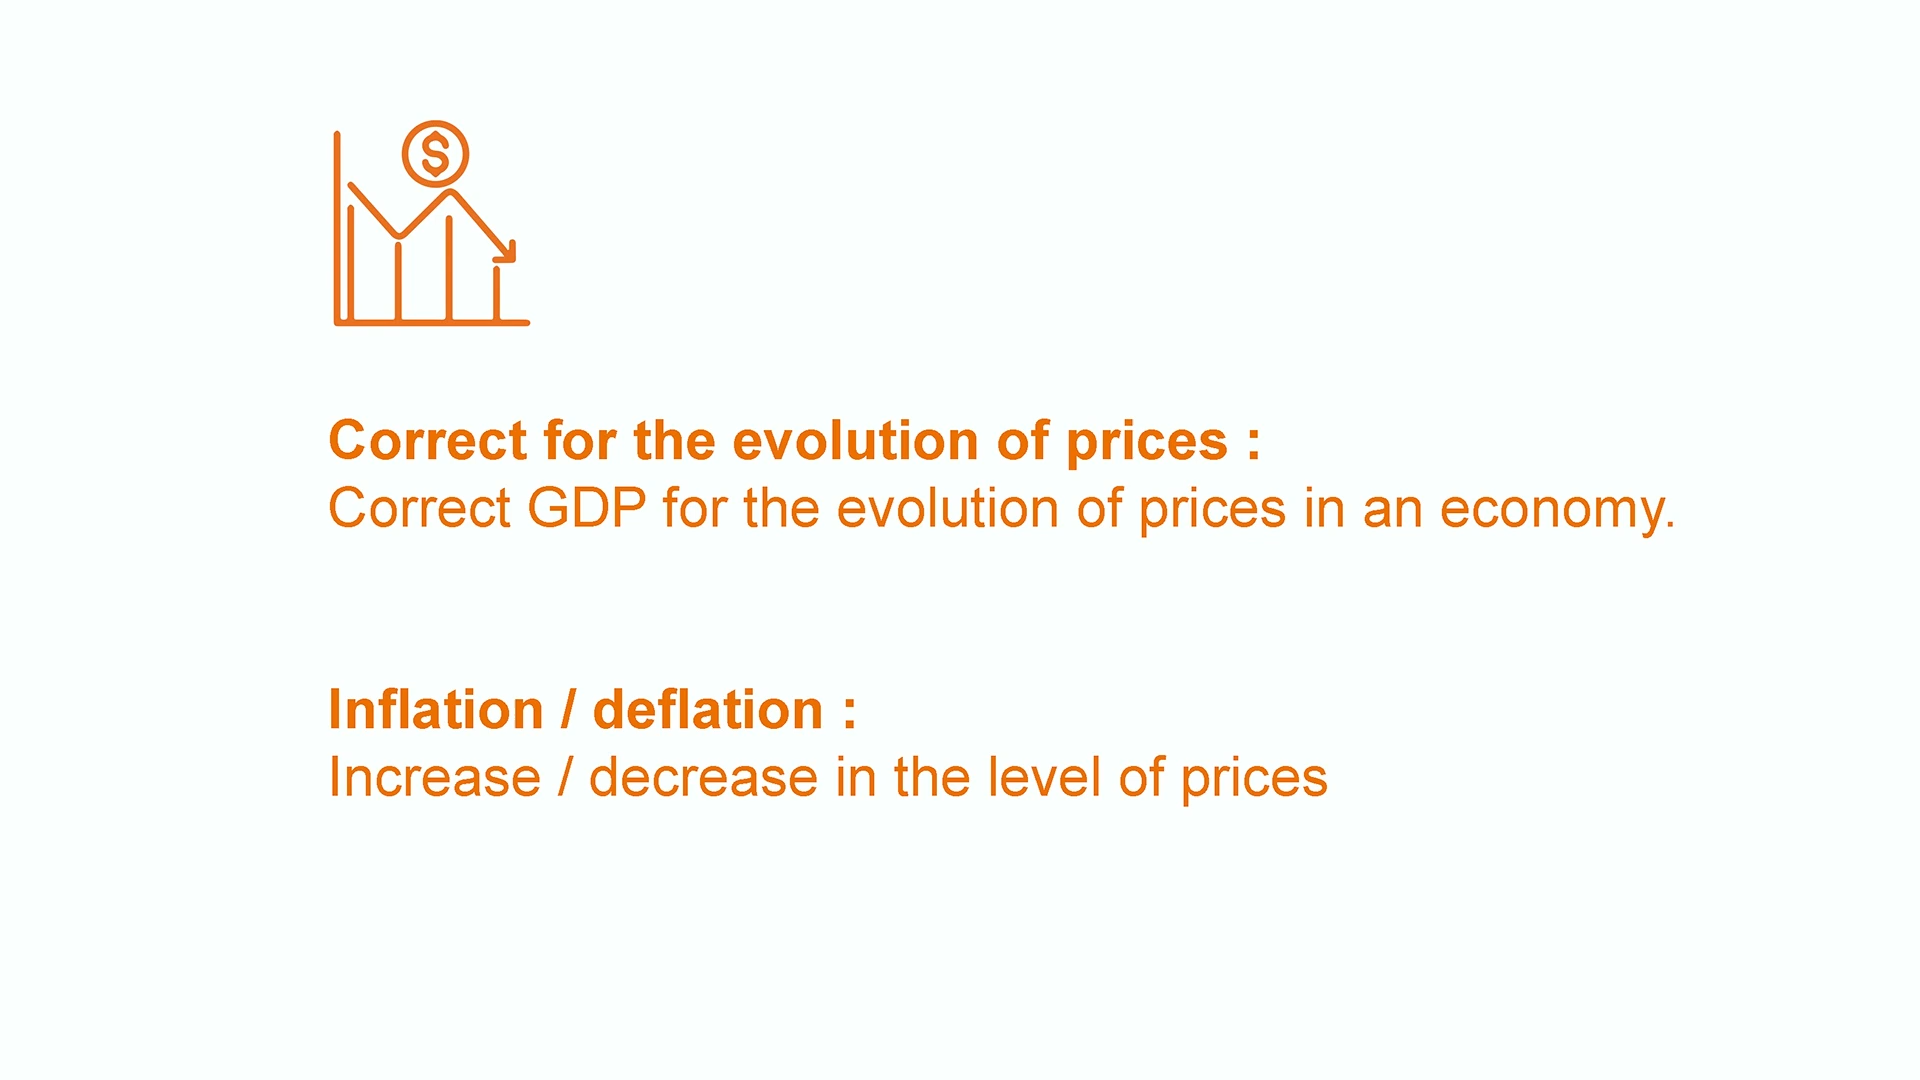 $
Correct for the evolution of prices :
Correct GDP for the evolution of prices in an economy.
Inflation / deflation :
Increase / decrease in the level of prices